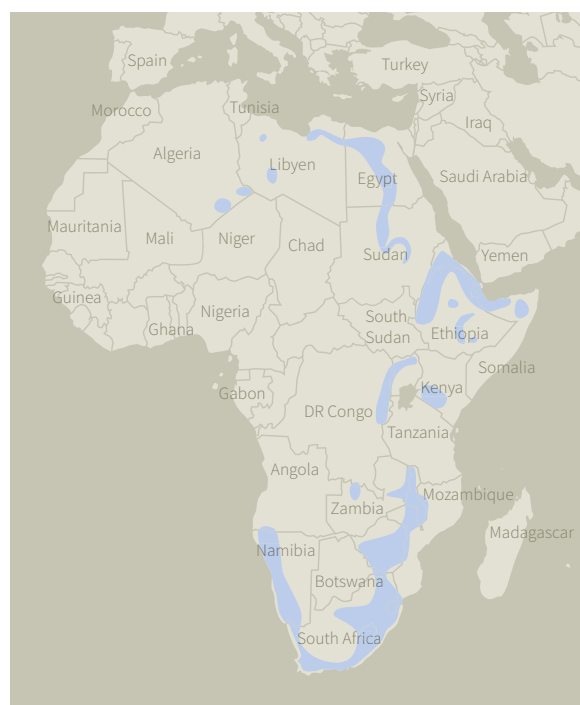 Spain
Turkey
Syria
Morocco
Tunisia
Iraq
Algeria
Libyen
Egypt
Saudi Arabia
Mauritania
Mali
Niger
Chad
Sudan
Yemen
Guinea
Nigeria
Ghana
South
Sudan
Ethiopia
Somalia
Gabon
DR Congo
Kenya
Tanzania
Angola
Zambia
Mozambique
Madagascar
Namibia
Botswana
South Africa